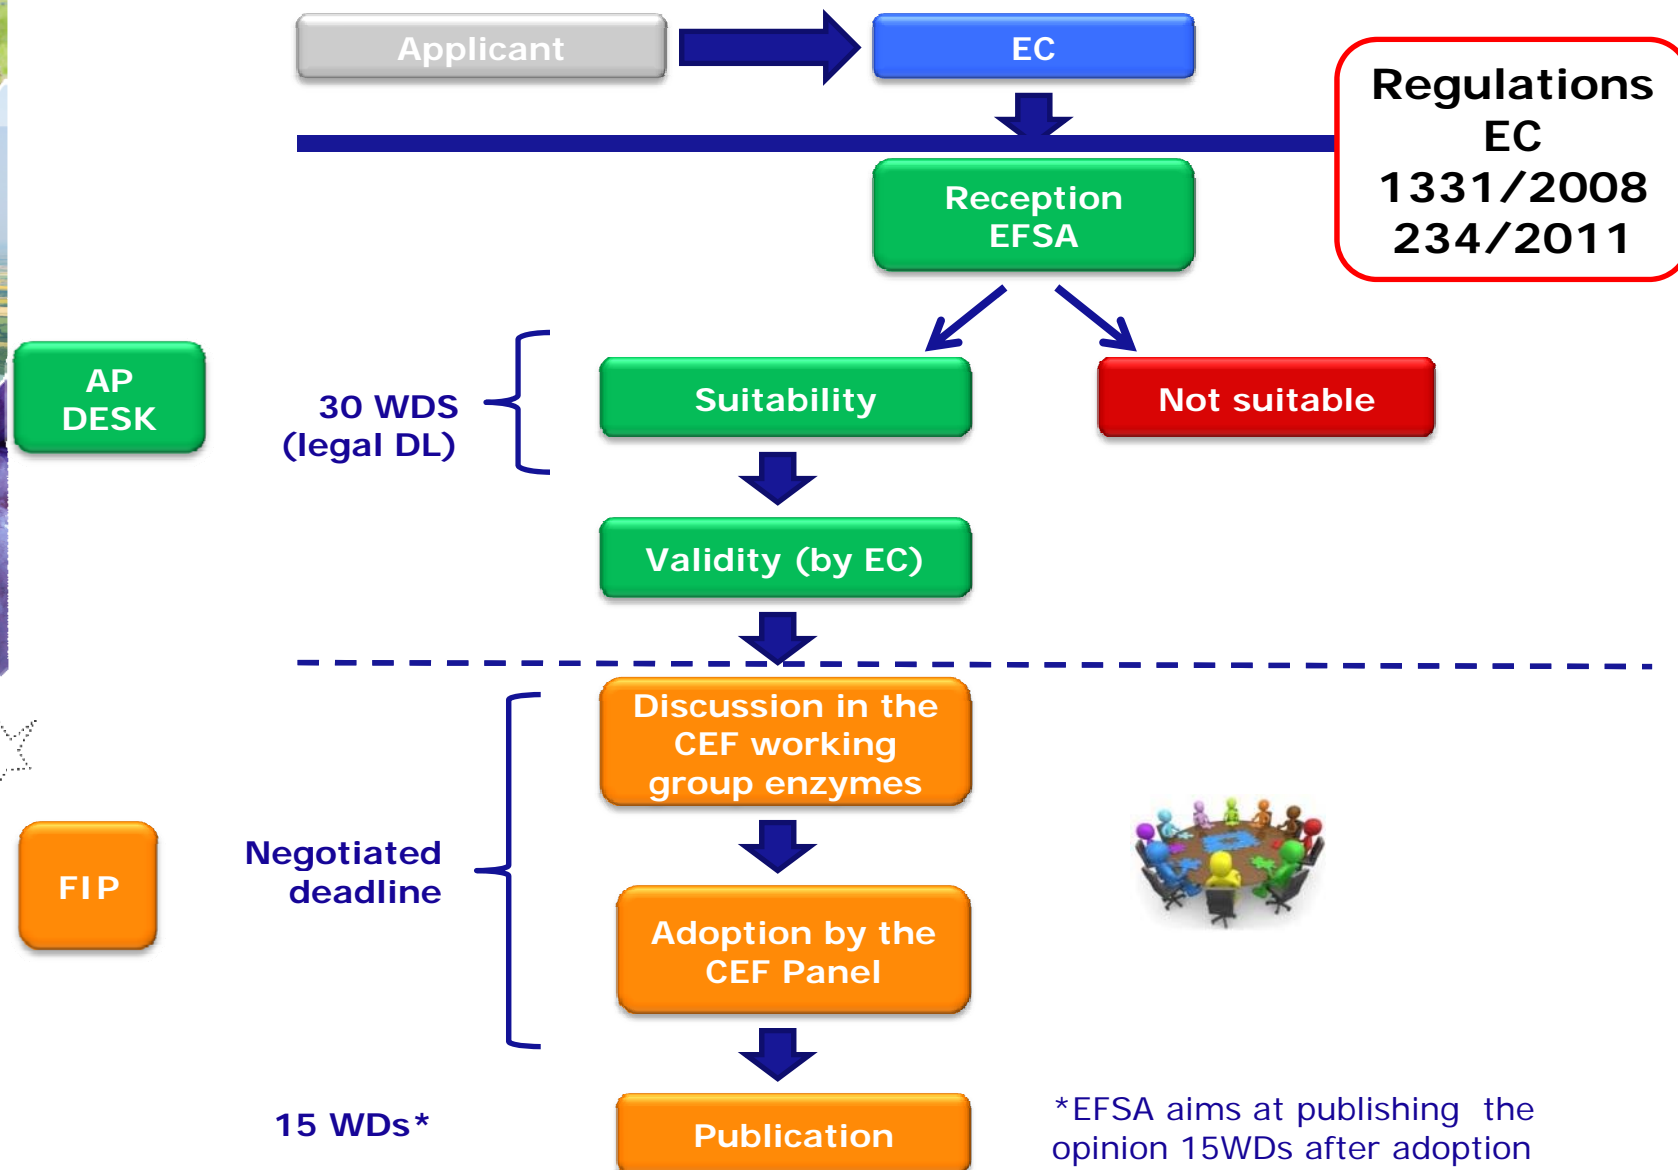 Applicant
EC
Regulations
EC
1331/2008
234/2011
Reception
EFSA
AP
DESK
30 WDS
(legal DL)
Suitability
Not suitable
Validity (by EC)
Discussion in the
CEF working
group enzymes
FIP
Negotiated
deadline
Adoption by the
CEF Panel
15 WDs*
Publication
*EFSA aims at publishing the
opinion 15WDs after adoption